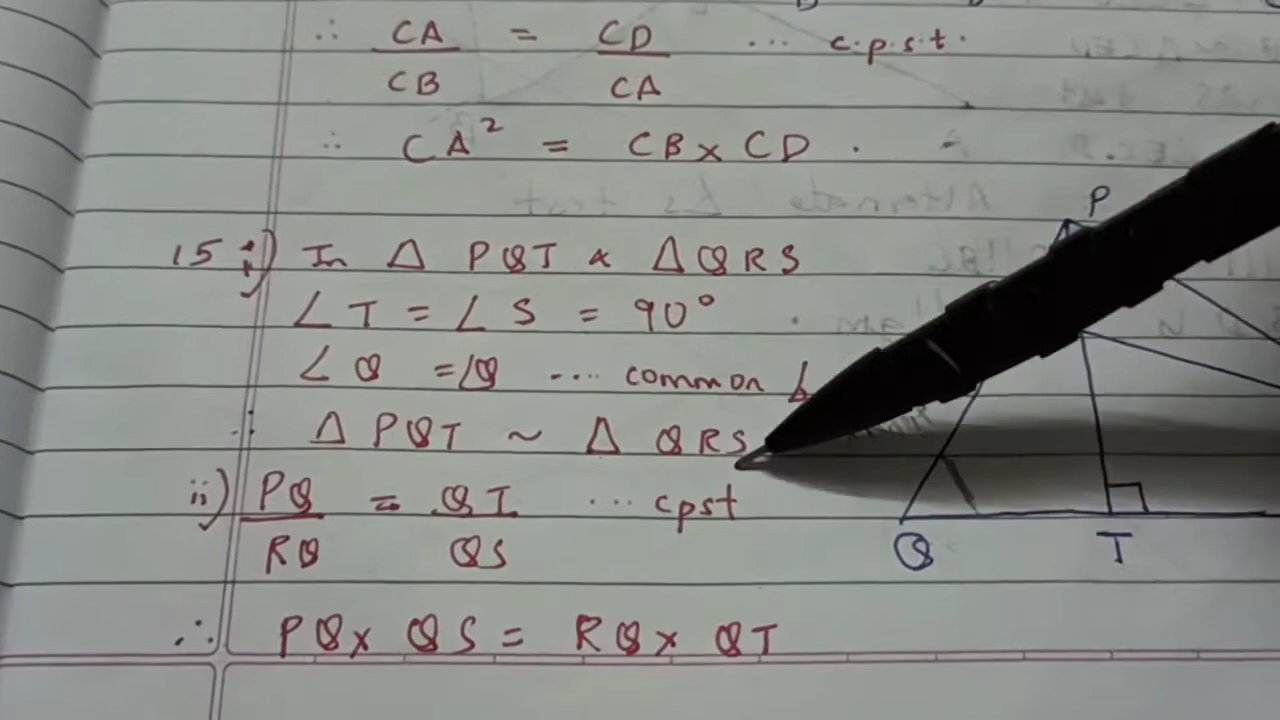 ∴ CA/CB = CD/CA ... c.p.s.t.
∴ CA² = CB x CD.
15 i) In Δ PQT & ΔQRS
∠T = ∠S = 90°
∠Q = ∠Q .... common
∴ Δ PQT ~ Δ QRS
ii) PQ/RQ = QT/QS ... cpst
∴ PQ x QS = RQ x QT
P
Q
T